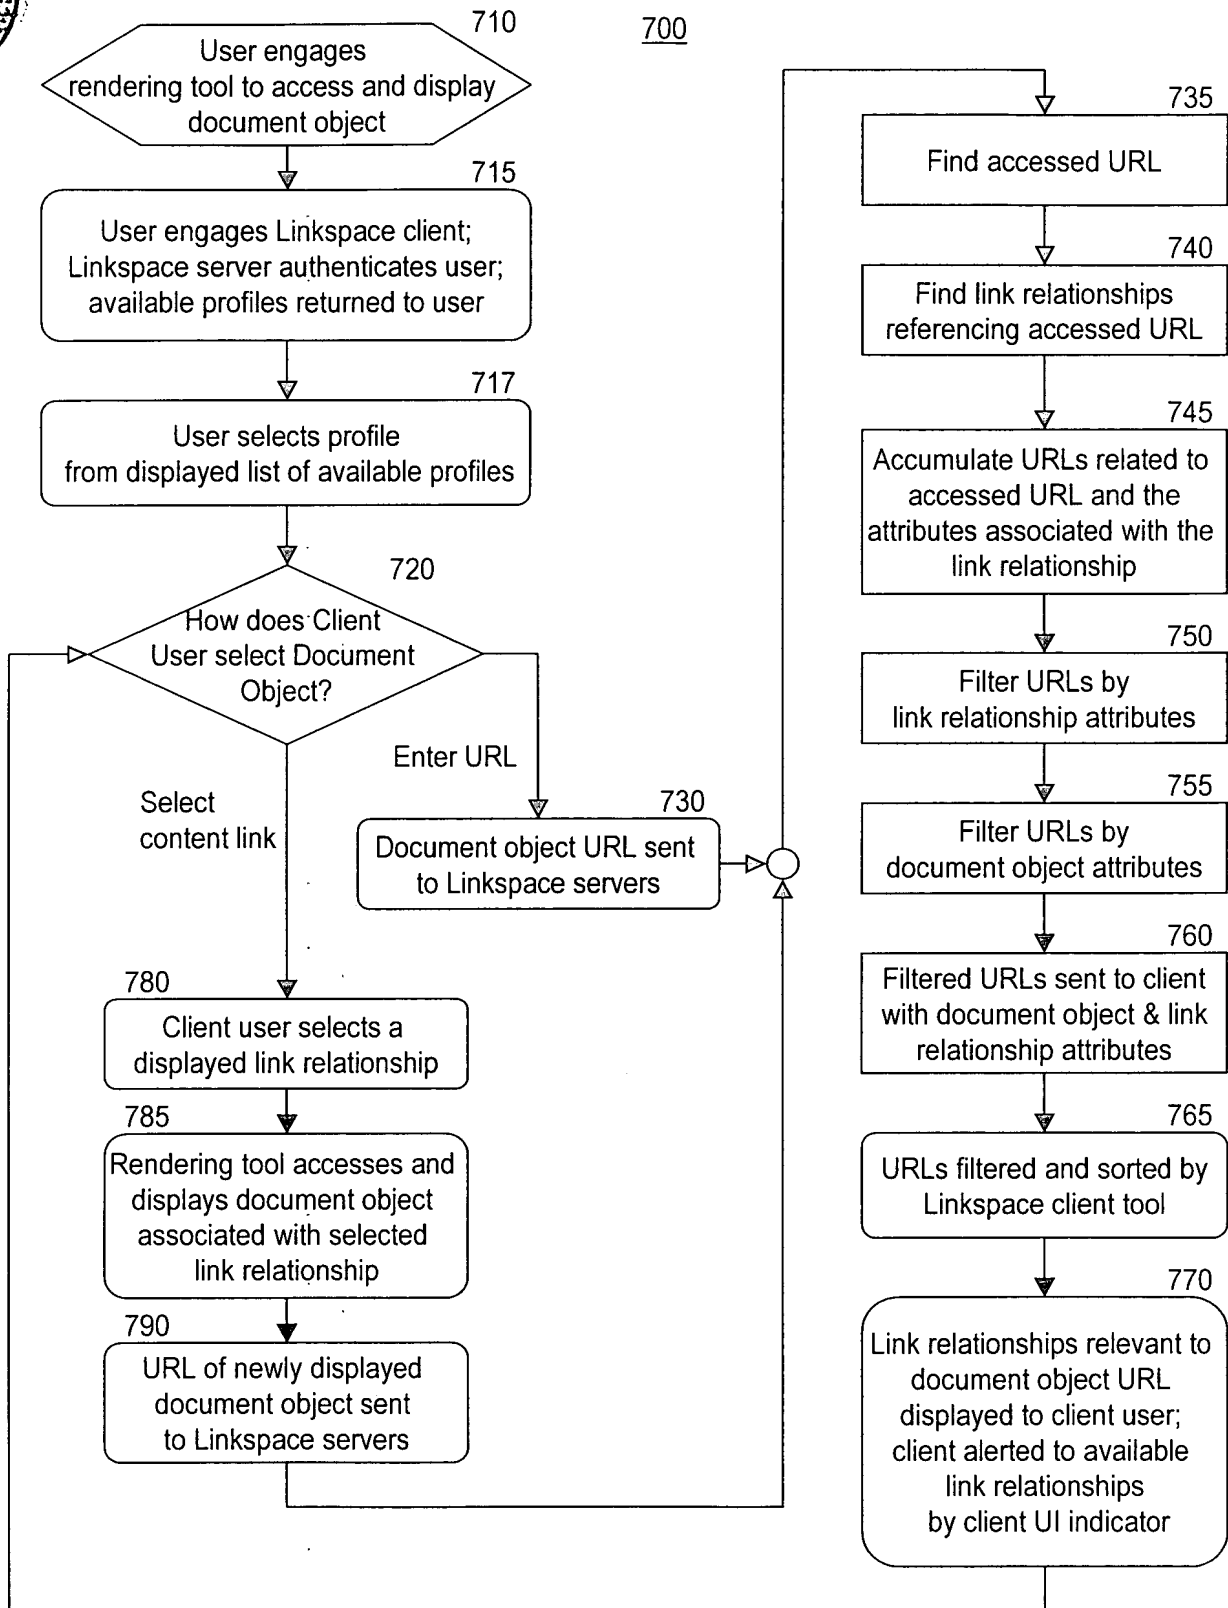 700
710
User engages
rendering tool to access and display
document object
715
User engages Linkspace client;
Linkspace server authenticates user;
available profiles returned to user
717
User selects profile
from displayed list of available profiles
720
How does Client
User select Document
Object?
Enter URL
Select
content link
730
Document object URL sent
to Linkspace servers
780
Client user selects a
displayed link relationship
785
Rendering tool accesses and
displays document object
associated with selected
link relationship
790
URL of newly displayed
document object sent
to Linkspace servers
735
Find accessed URL
740
Find link relationships
referencing accessed URL
745
Accumulate URLs related to
accessed URL and the
attributes associated with the
link relationship
750
Filter URLs by
link relationship attributes
755
Filter URLs by
document object attributes
760
Filtered URLs sent to client
with document object & link
relationship attributes
765
URLs filtered and sorted by
Linkspace client tool
770
Link relationships relevant to
document object URL
displayed to client user;
client alerted to available
link relationships
by client UI indicator